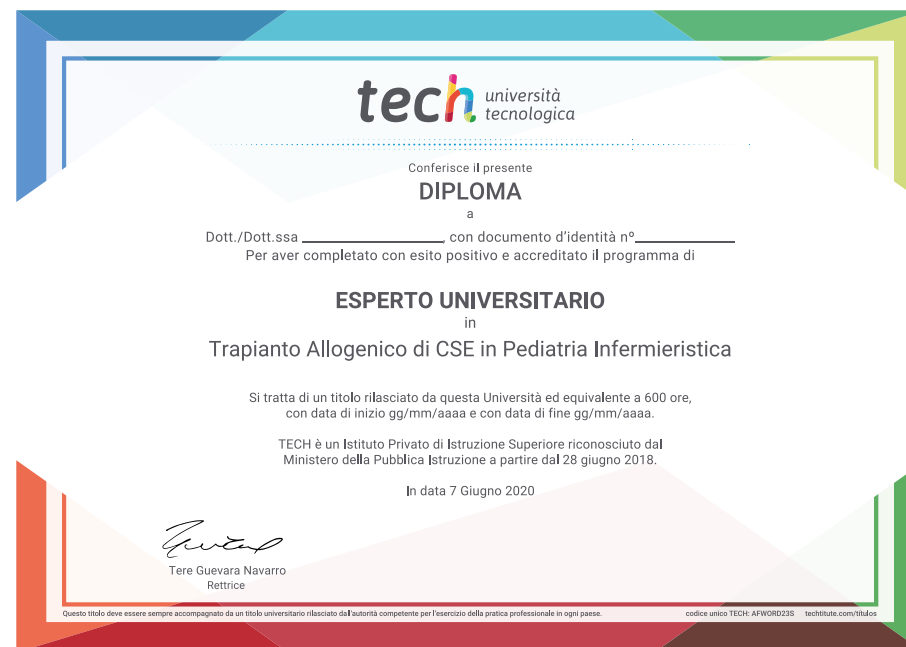 tech università
tecnologica
Conferisce il presente
DIPLOMA
a
Dott./Dott.ssa ____________________, con documento d'identità nº______________
Per aver completato con esito positivo e accreditato il programma di
ESPERTO UNIVERSITARIO
in
Trapianto Allogenico di CSE in Pediatria Infermieristica
Si tratta di un titolo rilasciato da questa Università ed equivalente a 600 ore,
con data di inizio gg/mm/aaaa e con data di fine gg/mm/aaaa.
TECH è un Istituto Privato di Istruzione Superiore riconosciuto dal
Ministero della Pubblica Istruzione a partire dal 28 giugno 2018.
In data 7 Giugno 2020
Tere Guevara Navarro
Rettrice
Questo titolo deve essere sempre accompagnato da un titolo universitario rilasciato dall'autorità competente per l'esercizio della pratica professionale in ogni paese. codice unico TECH: AFWORD23S techtitute.com/titulos